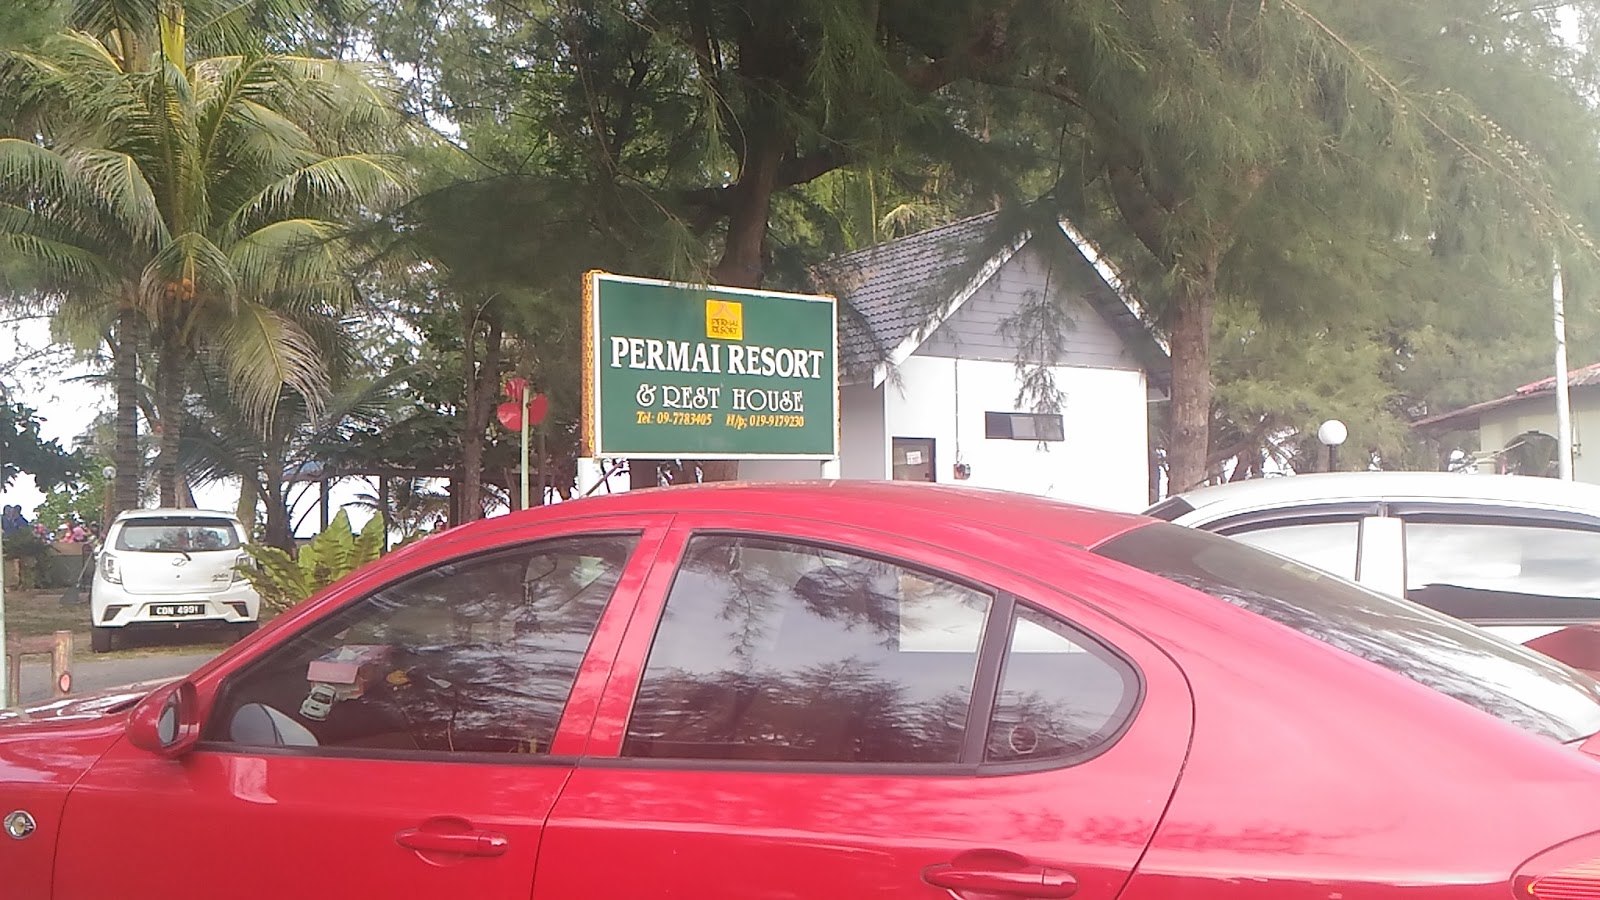 PERMAI
RESORT
PERMAI RESORT
& REST HOUSE
Tel: 09-7783405 H/p; 019-9179230
CDN 4991